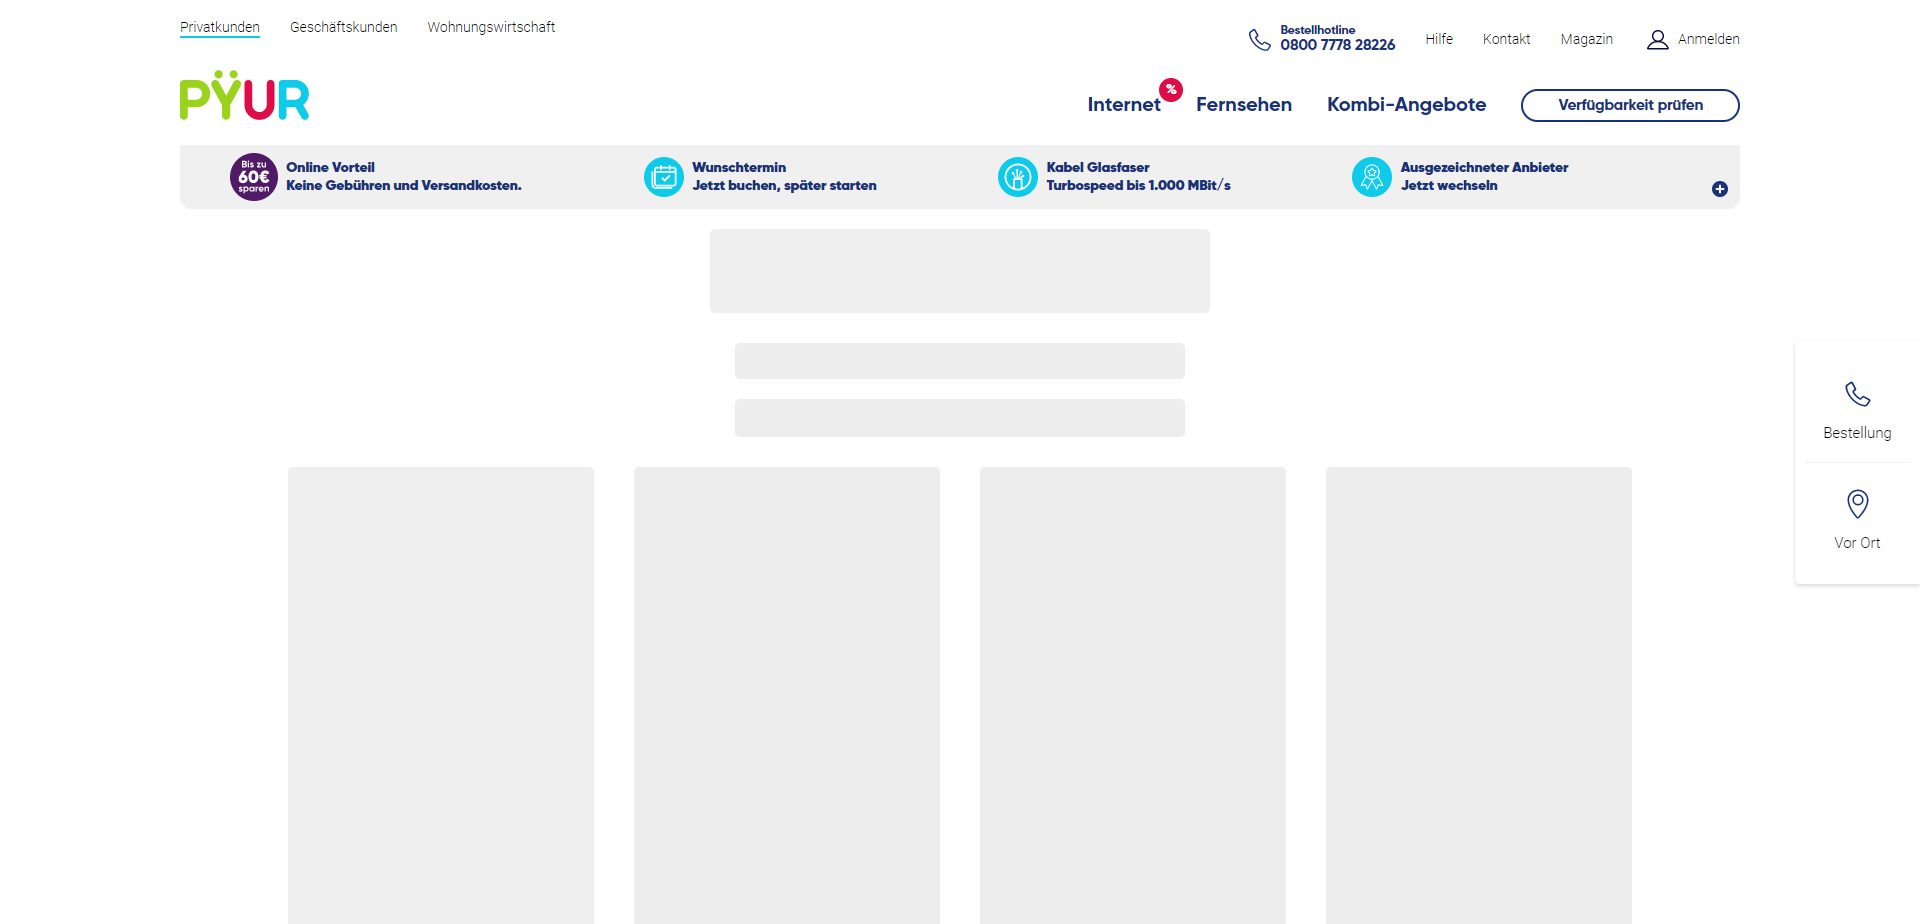 Privatkunden
Geschäftskunden
Wohnungswirtschaft
Bestellhotline
0800 7778 28226
Hilfe
Kontakt
Magazin
Anmelden
PŸUR
Internet
%
Fernsehen
Kombi-Angebote
Verfügbarkeit prüfen
Bis zu
60€
sparen
Online Vorteil
Keine Gebühren und Versandkosten.
Wunschtermin
Jetzt buchen, später starten
Kabel Glasfaser
Turbospeed bis 1.000 MBit/s
Ausgezeichneter Anbieter
Jetzt wechseln
Bestellung
Vor Ort